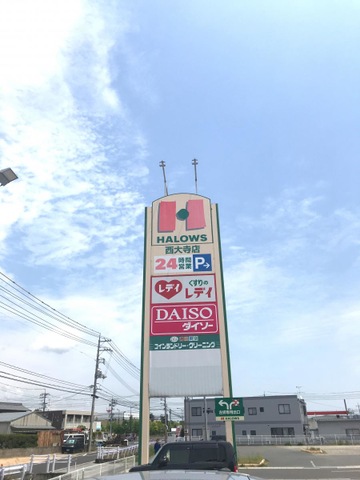 HALOWS
西大寺店
24時間営業 P
レディ
くすりの
レディ
DAISO
ダイソー
コインランドリー・クリーニング